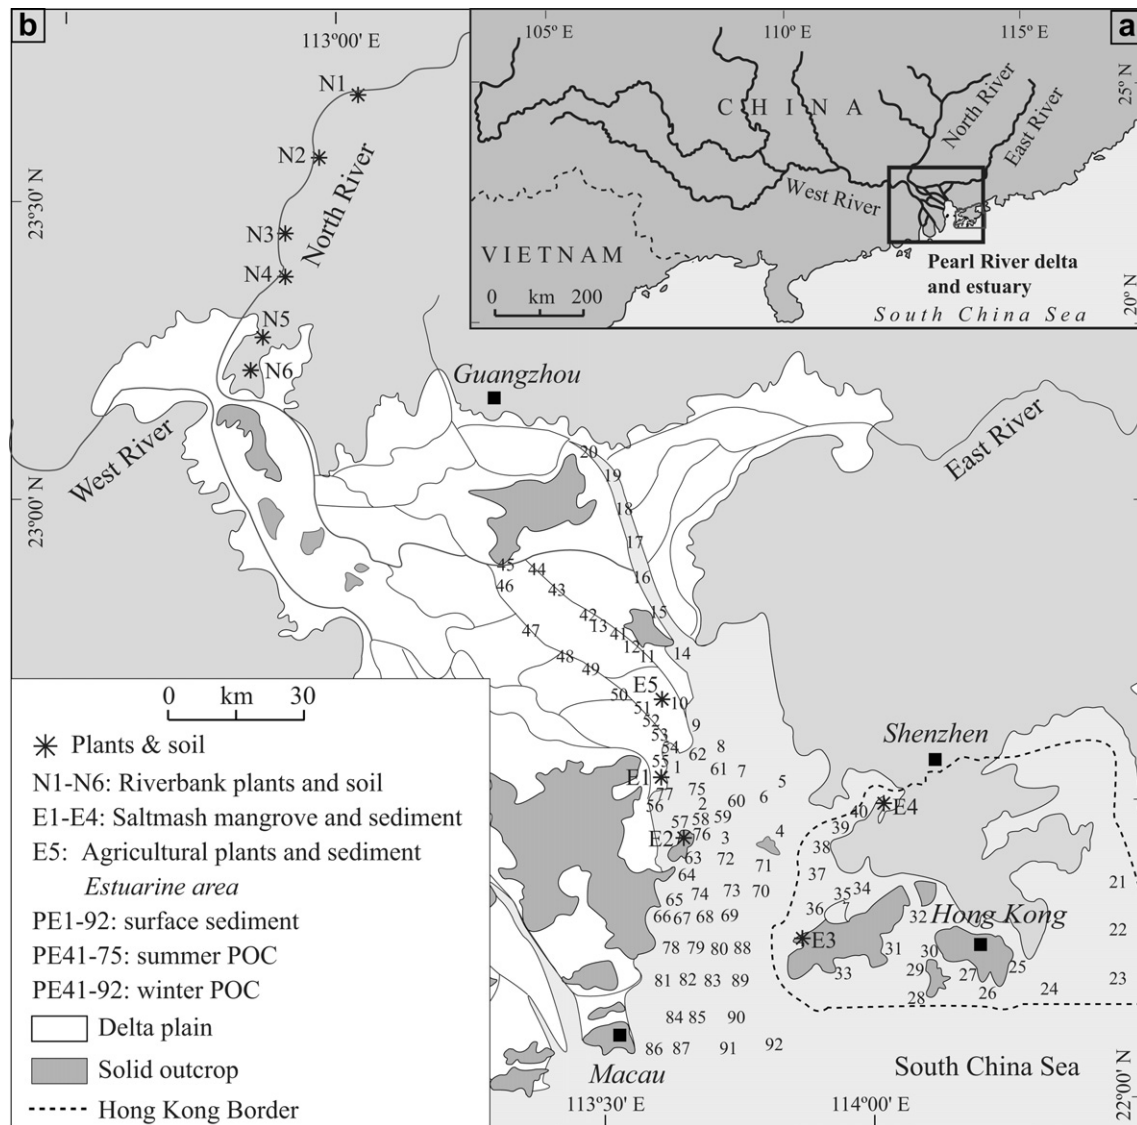 b
113°00' E
105° E
110° E
115° E
a
25° N
20° N
CHINA
North River
East River
West River
VIETNAM
0 km 200
Pearl River delta
and estuary
South China Sea
N1
N2
N3
N4
N5
N6
North River
23°30' N
23°00' N
West River
Guangzhou
East River
20
19
18
17
16
15
14
45
44
46
43
42
13
41
12
11
47
48
49
50
E5
51
10
52
9
53
54
62
8
55
1
61
7
E1
5
77
75
6
56
2
60
57
58
59
E2
76
3
4
63
72
71
64
65
74
73
70
66
67
68
69
78
79
80
88
81
82
83
89
84
85
90
86
87
91
92
Shenzhen
40
E4
39
38
37
35
34
36
7
32
Hong Kong
21
22
23
E3
31
30
33
29
28
27
26
25
24
Macau
South China Sea
113°30' E
114°00' E
22°00' N
0 km 30
Plants & soil
N1-N6: Riverbank plants and soil
E1-E4: Saltmash mangrove and sediment
E5: Agricultural plants and sediment
Estuarine area
PE1-92: surface sediment
PE41-75: summer POC
PE41-92: winter POC
Delta plain
Solid outcrop
Hong Kong Border